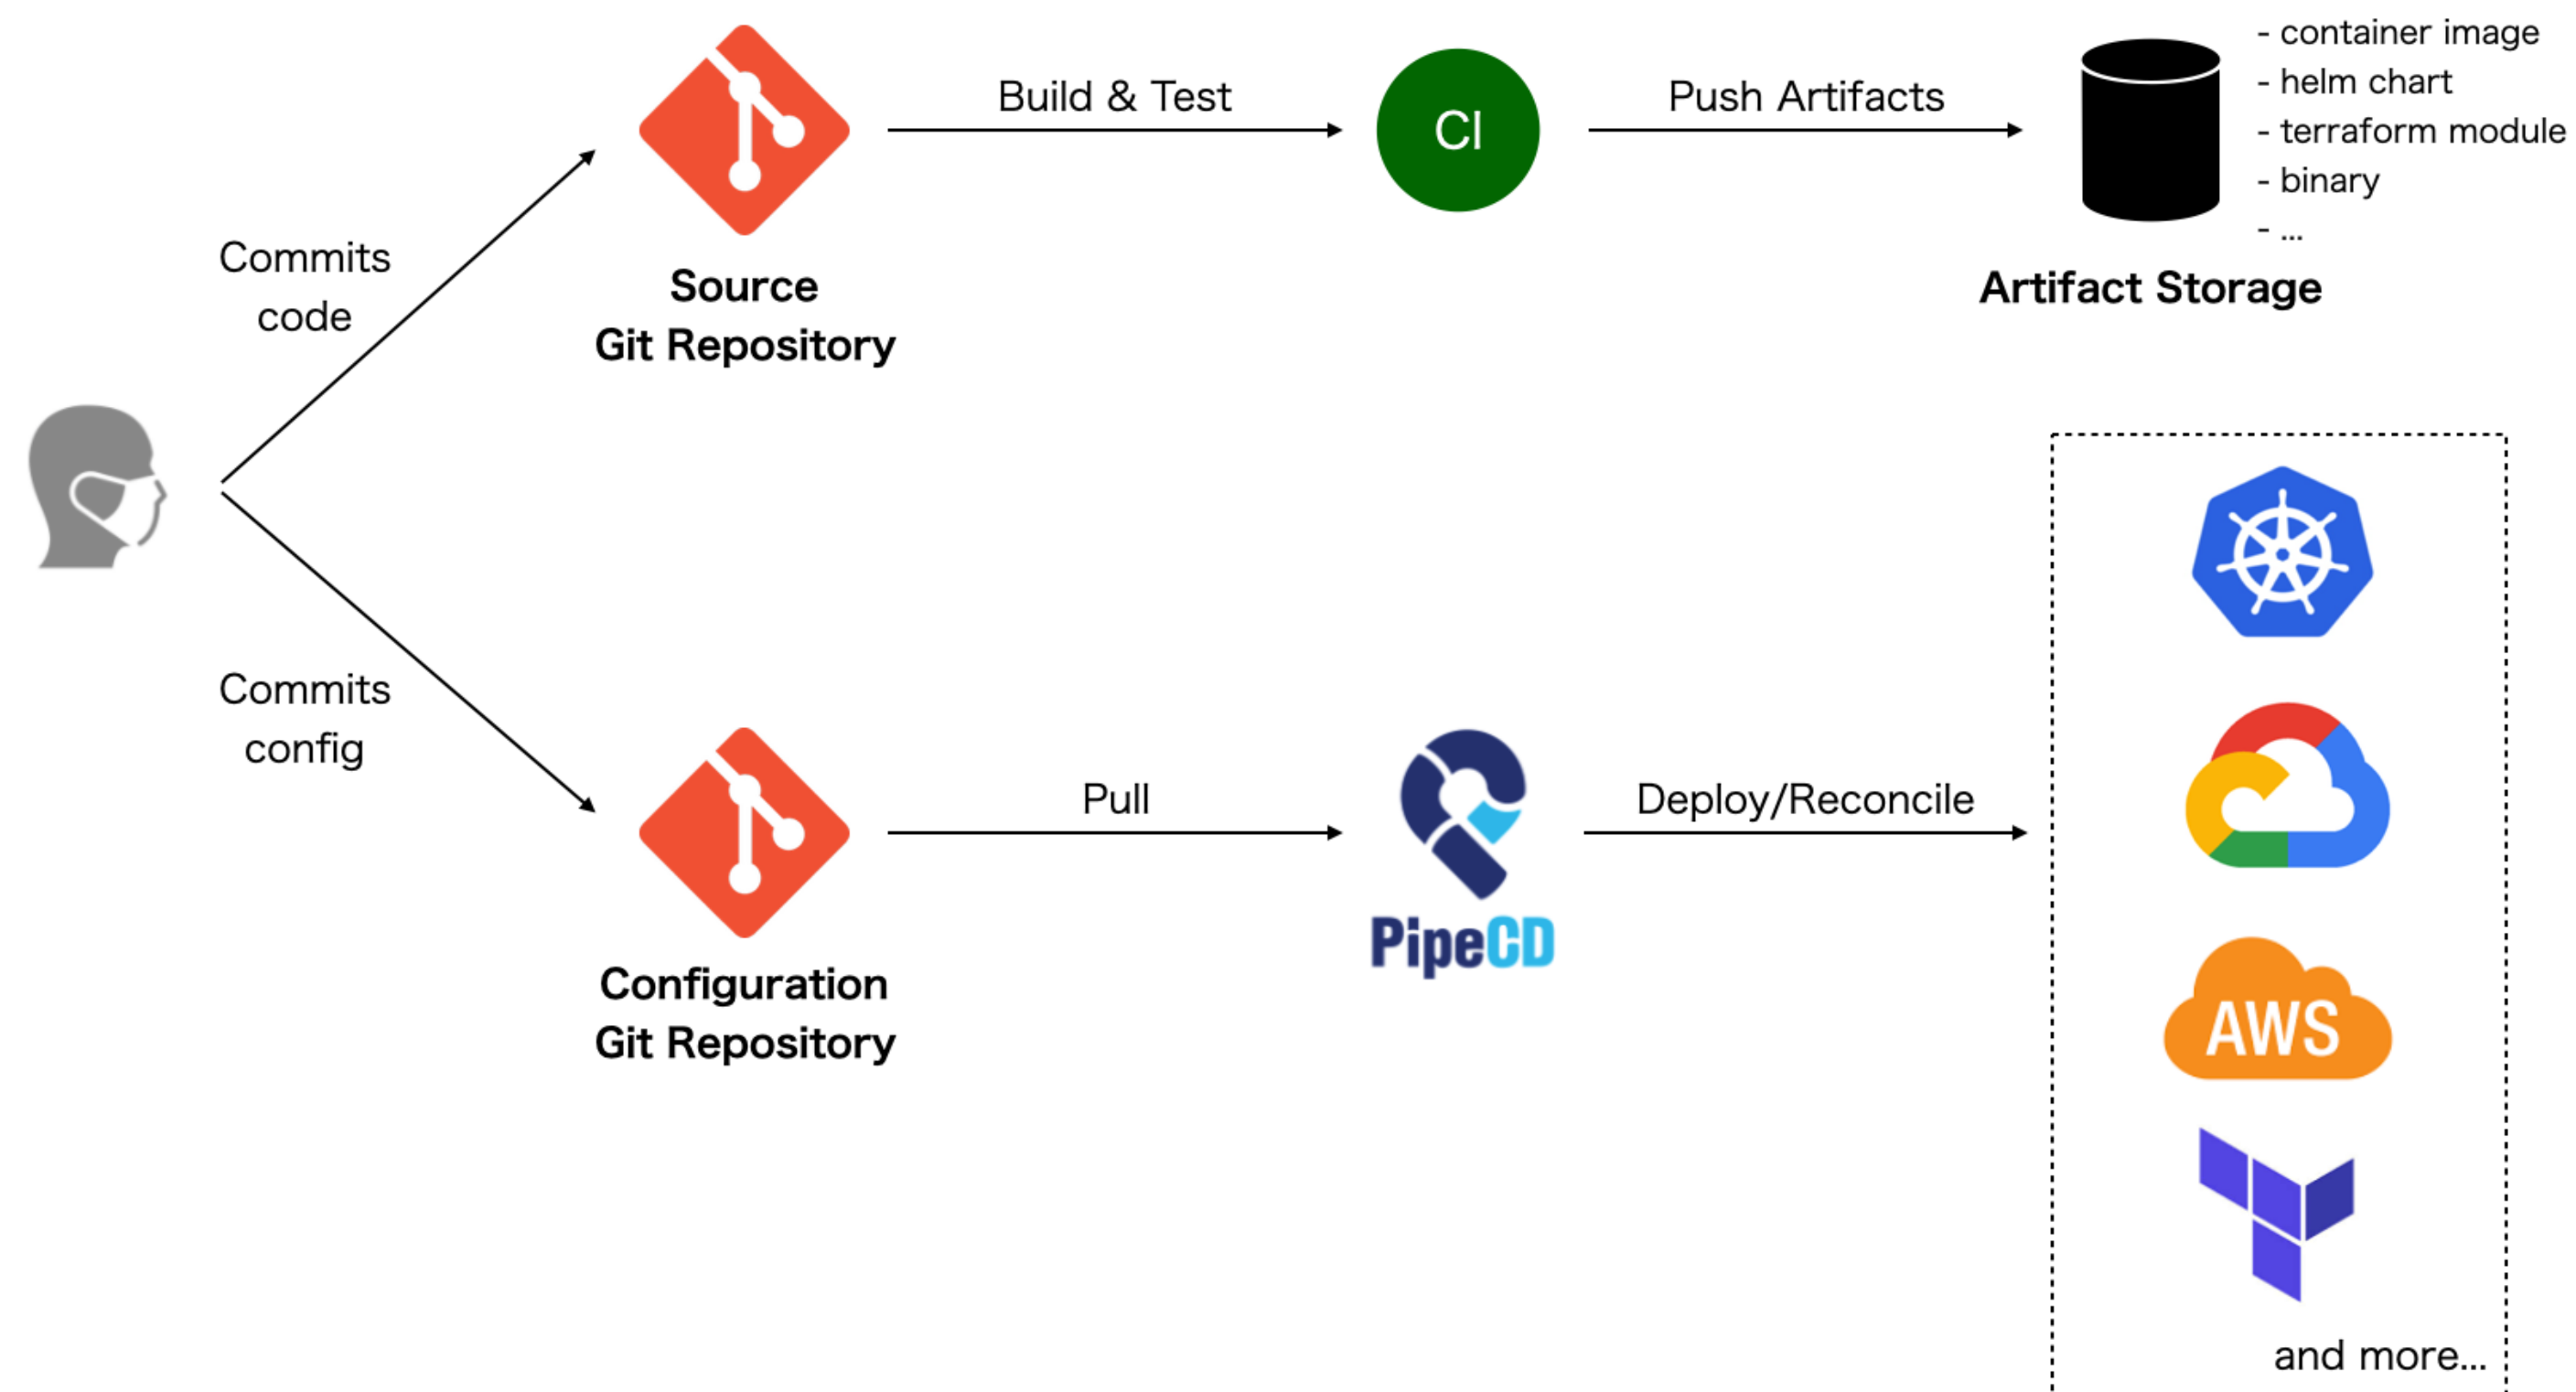 Commits
code
Source
Git Repository
Build & Test
CI
Push Artifacts
- container image
- helm chart
- terraform module
- binary
- ...
Artifact Storage
Commits
config
Configuration
Git Repository
Pull
PipeCD
Deploy/Reconcile
AWS
and more...